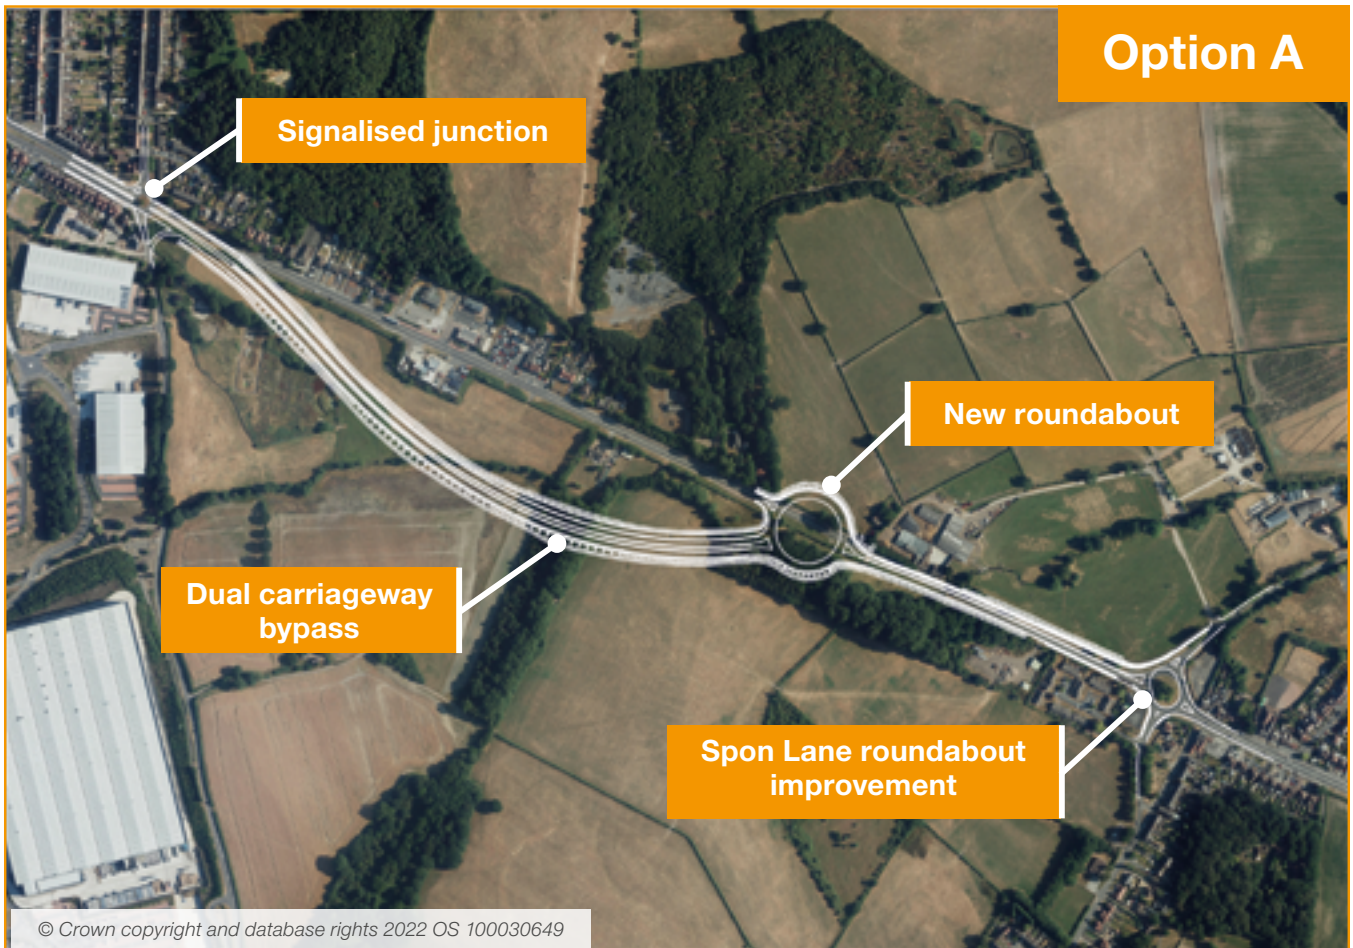 Option A
Signalised junction
New roundabout
Dual carriageway
bypass
Spon Lane roundabout
improvement
© Crown copyright and database rights 2022 OS 100030649